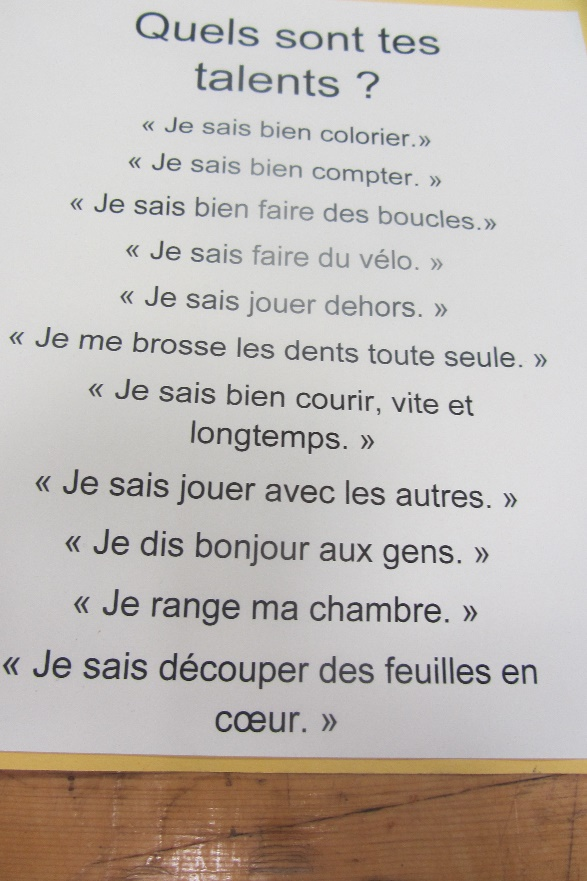 Quels sont tes
talents ?
« Je sais bien colorier.»
« Je sais bien compter. »
« Je sais bien faire des boucles.»
« Je sais faire du vélo. »
« Je sais jouer dehors. »
« Je me brosse les dents toute seule. »
« Je sais bien courir, vite et
longtemps. »
« Je sais jouer avec les autres. »
« Je dis bonjour aux gens. »
« Je range ma chambre. »
« Je sais découper des feuilles en
cœur. »